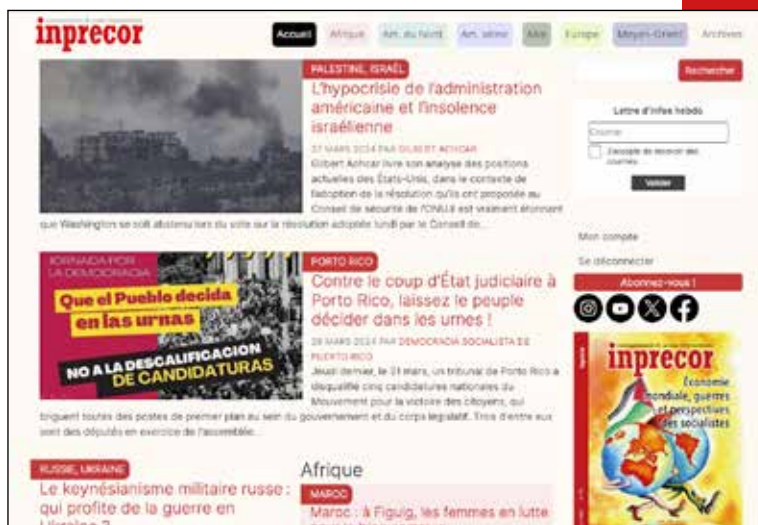 inprecor
Accueil Afrique Am. du Nord Am. latine Asie Europe Moyen-Orient Archives
PALESTINE, ISRAËL
L'hypocrisie de l'administration
américaine et l'insolence
israélienne
27 MARS 2024 PAR GILBERT ACHCAR
Gilbert Achcar livre son analyse des positions
actuelles des États-Unis, dans le contexte de
l'adoption de la résolution qu'ils ont proposée au
Conseil de sécurité de l'ONU.Il est vraiment étonnant
que Washington se soit abstenu lors du vote sur la résolution adoptée lundi par le Conseil de...
JORNADA POR
LA DEMOCRACIA
Que el Pueblo decida
en las urnas
NO A LA DESCALIFICACION
DE CANDIDATURAS
PORTO RICO
Contre le coup d'État judiciaire à
Porto Rico, laissez le peuple
décider dans les urnes !
MARS 2024 PAR DEMOCRACIA SOCIALISTA DE
PUERTO RICO
Jeudi dernier, le 21 mars, un tribunal de Porto Rico a
disqualifié cinq candidatures nationales du
Mouvement pour la victoire des citoyens, qui
briguent toutes des postes de premier plan au sein du gouvernement et du corps législatif. Trois d'entre eux
sont des députés en exercice de l'assemblée...
RUSSIE, UKRAINE
Le keynésianisme militaire russe :
qui profite de la guerre en
Ukraine ?
Afrique
MAROC
Maroc : à Figuig, les femmes en lutte
Rechercher
Lettre d'infos hebdo
Courriel
J'accepte de recevoir des
courriels
Valider
Mon compte
Se déconnecter
Abonnez-vous !
inprecor
Économie
mondiale, guerres
et perspectives
des socialistes